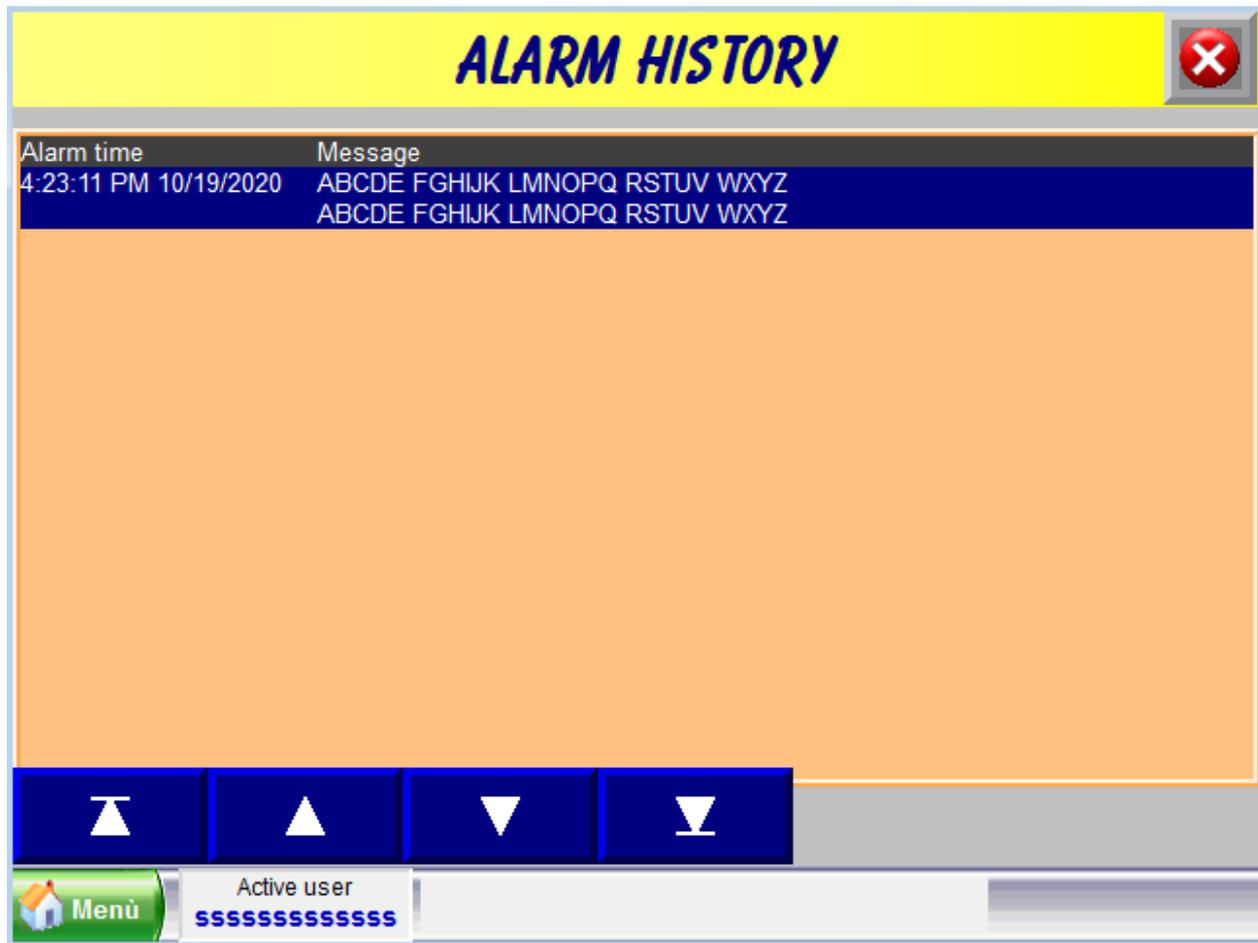 ALARM HISTORY
Alarm time Message
4:23:11 PM 10/19/2020 ABCDE FGHIJK LMNOPQ RSTUV WXYZ
ABCDE FGHIJK LMNOPQ RSTUV WXYZ
Menù
Active user
sssssssssssss